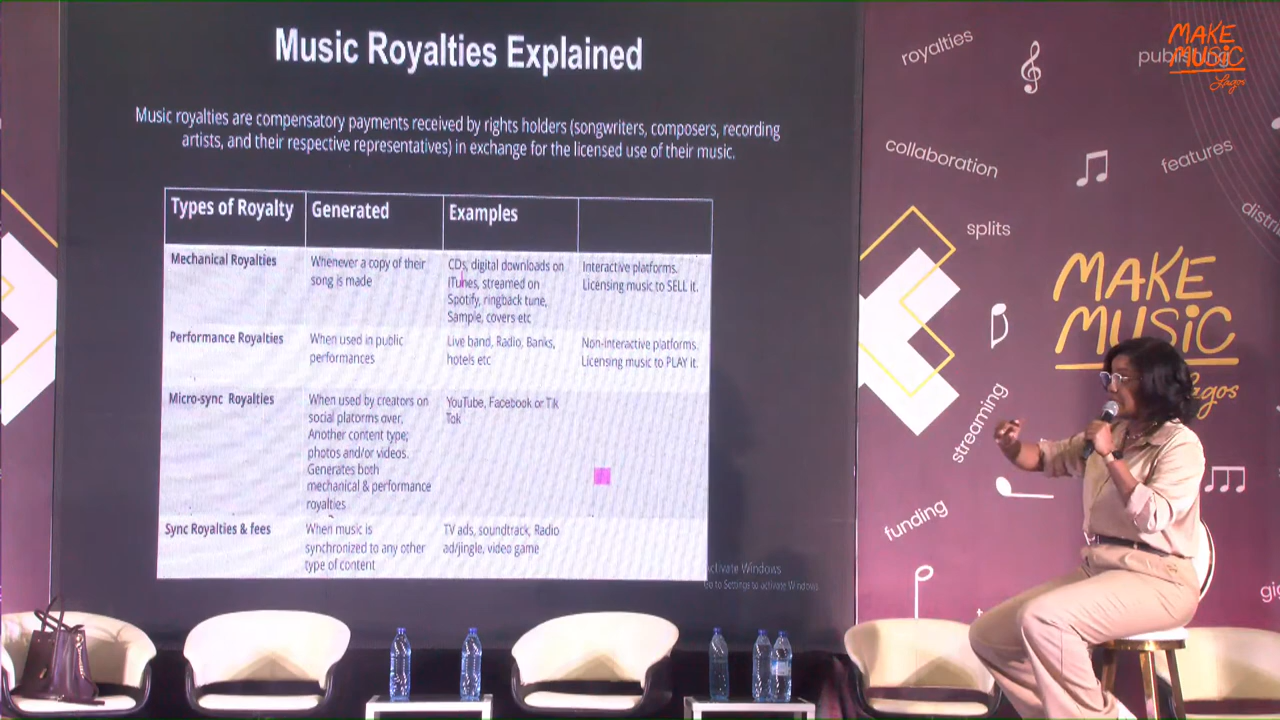 Music Royalties Explained
Music royalties are compensatory payments received by rights holders (songwriters, composers, recording
artists, and their respective representatives) in exchange for the licensed use of their music.
Types of Royalty
Generated
Examples
Mechanical Royalties
Whenever a copy of their
song is made
CDs, digital downloads on
iTunes, streamed on
Spotify, ringback tune,
Sample, covers etc
Interactive platforms.
Licensing music to SELL it.
Performance Royalties
When used in public
performances
Live band, Radio, Banks,
hotels etc
Non-interactive platforms.
Licensing music to PLAY it.
Micro-sync Royalties
When used by creators on
social platorms over,
Another content type;
photos and/or videos.
Generates both
mechanical & performance
royalties
YouTube, Facebook or Tik
Tok
Sync Royalties & fees
When music is
synchronized to any other
type of content
TV ads, soundtrack, Radio
ad/jingle, video game
Activate Windows
Go to Settings to activate Windows
royalties
publishing
MAKE
MUSIC
Lagos
collaboration
features
distri
splits
MAKE
MUSIC
Lagos
streaming
funding
gi